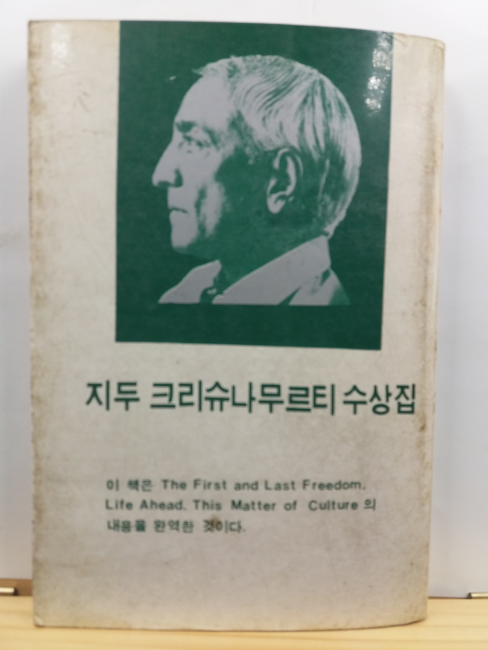 지두 크리슈나무르티 수상집
이 책은 The First and Last Freedom,
Life Ahead, This Matter of Culture 의
내용을 완역한 것이다.